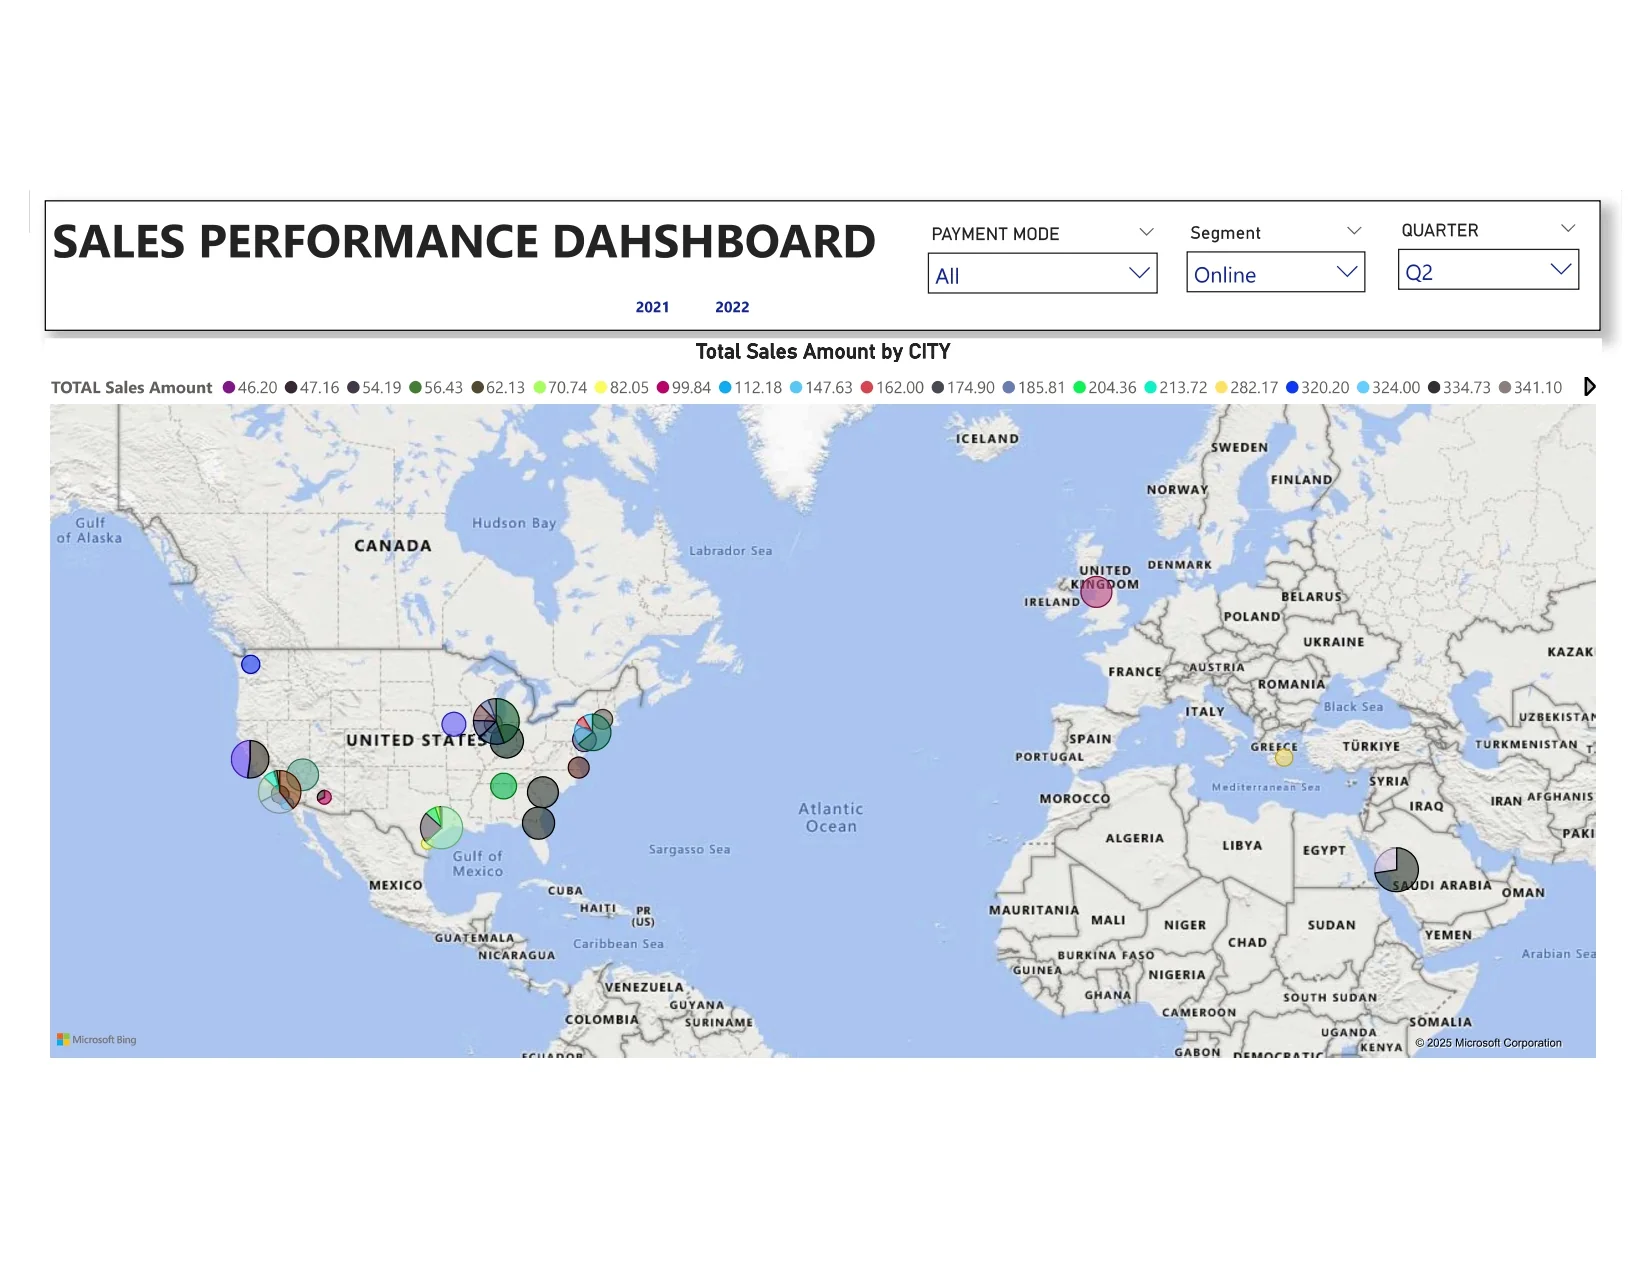 SALES PERFORMANCE DAHSHBOARD
2021 2022
PAYMENT MODE
All
Segment
Online
QUARTER
Q2
Total Sales Amount by CITY
TOTAL Sales Amount 46.20 47.16 54.19 56.43 62.13 70.74 82.05 99.84 112.18 147.63 162.00 174.90 185.81 204.36 213.72 282.17 320.20 324.00 334.73 341.10
ICELAND
SWEDEN
FINLAND
NORWAY
Gulf
of Alaska
Hudson Bay
CANADA
Labrador Sea
DENMARK
UNITED
KINGDOM
IRELAND
BELARUS
POLAND
UKRAINE
KAZAK
FRANCE
AUSTRIA
ROMANIA
Black Sea
ITALY
UZBEKISTAN
UNITED STATES
SPAIN
PORTUGAL
GREECE
TÜRKIYE
TURKMENISTAN T
Mediterranean Sea
SYRIA
MOROCCO
IRAQ
IRAN
AFGHANIS
Atlantic
Ocean
PAKI
ALGERIA
LIBYA
EGYPT
Sargasso Sea
Gulf of
Mexico
MEXICO
CUBA
SAUDI ARABIA
OMAN
HAITI
PR
(US)
MAURITANIA
MALI
NIGER
SUDAN
YEMEN
GUATEMALA
Caribbean Sea
CHAD
NICARAGUA
BURKINA FASO
Arabian Sea
GUINEA
NIGERIA
VENEZUELA
GHANA
SOUTH SUDAN
GUYANA
CAMEROON
COLOMBIA
SURINAME
SOMALIA
UGANDA
KENYA
Microsoft Bing
© 2025 Microsoft Corporation
ECUADOR
GABON
DEMOCRATIC